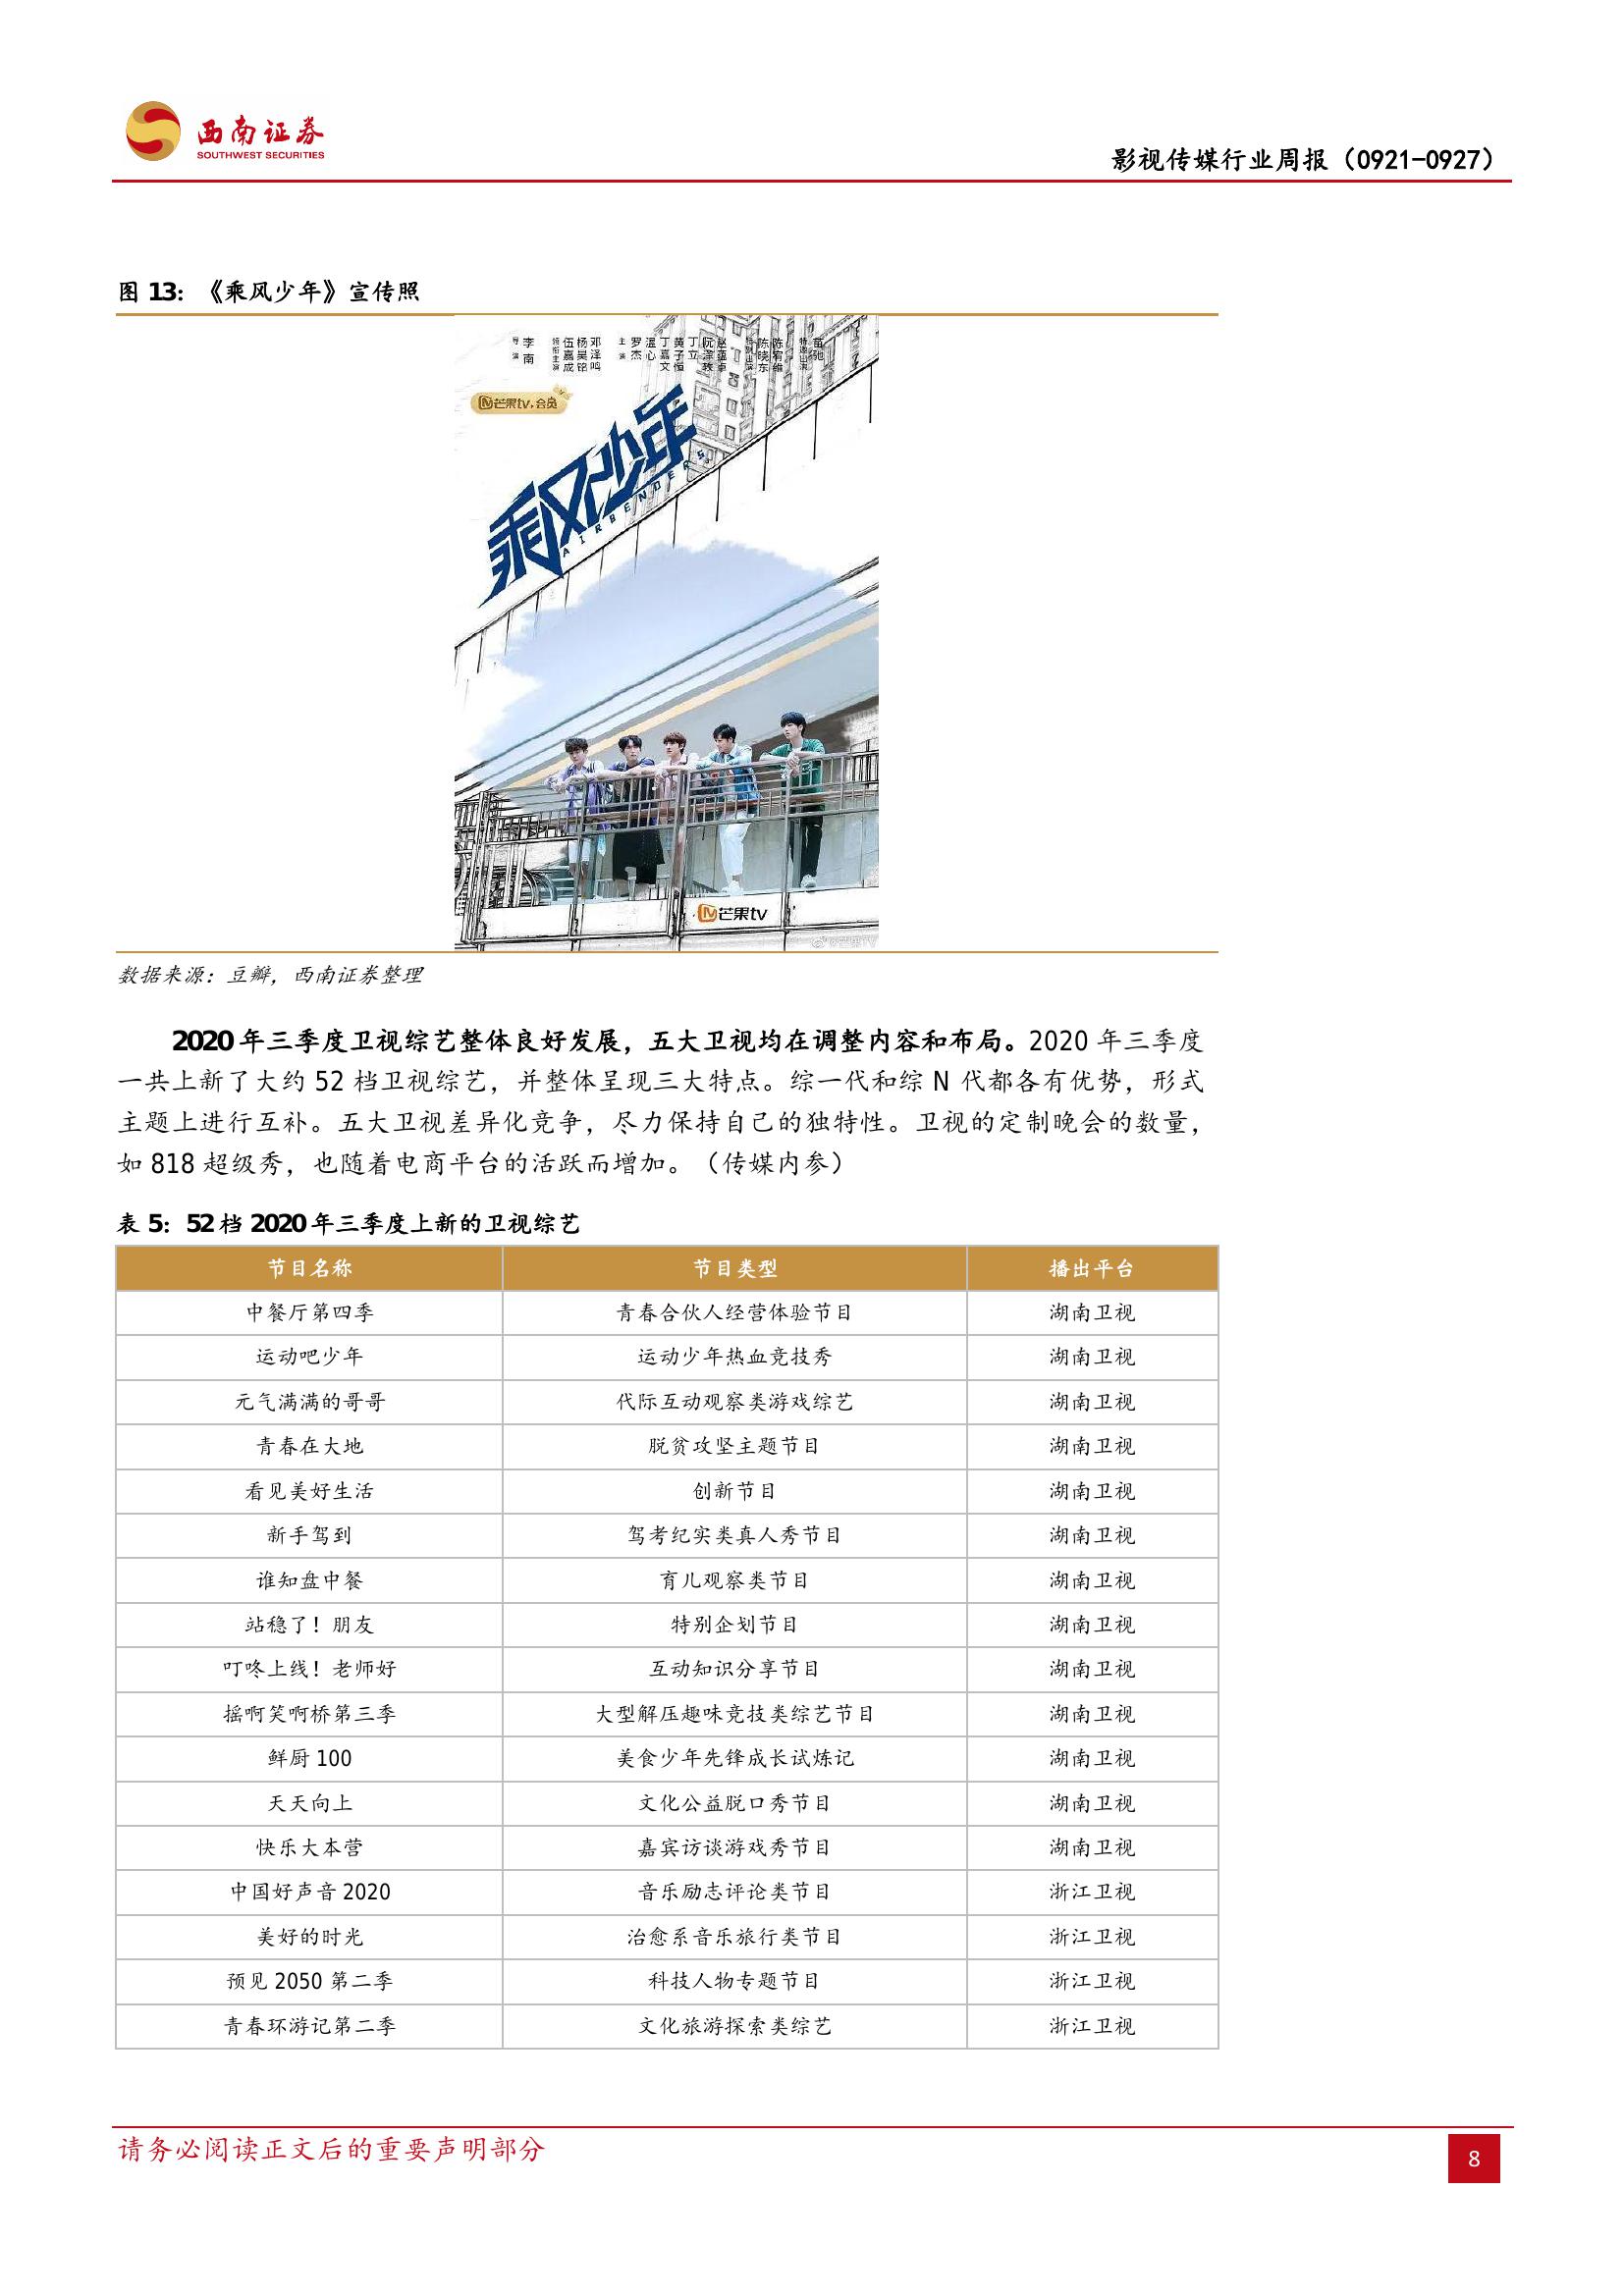 西南证券
SOUTHWEST SECURITIES
影视传媒行业周报（0921-0927）
图 13：《乘风少年》宣传照
导演 李南
领衔主演 伍嘉成 杨昊铭 邓泽鸣
主演 罗杰 温心 丁嘉文 黄子恒 丁立
陈晓东
芒果tv.会员
乘风少年
AIRBENDERS
芒果tv
数据来源：豆瓣，西南证券整理
2020 年三季度卫视综艺整体良好发展，五大卫视均在调整内容和布局。2020 年三季度
一共上新了大约 52 档卫视综艺，并整体呈现三大特点。综一代和综 N 代都各有优势，形式
主题上进行互补。五大卫视差异化竞争，尽力保持自己的独特性。卫视的定制晚会的数量，
如 818 超级秀，也随着电商平台的活跃而增加。（传媒内参）
表 5：52 档 2020 年三季度上新的卫视综艺
节目名称 节目类型 播出平台
中餐厅第四季 青春合伙人经营体验节目 湖南卫视
运动吧少年 运动少年热血竞技秀 湖南卫视
元气满满的哥哥 代际互动观察类游戏综艺 湖南卫视
青春在大地 脱贫攻坚主题节目 湖南卫视
看见美好生活 创新节目 湖南卫视
新手驾到 驾考纪实类真人秀节目 湖南卫视
谁知盘中餐 育儿观察类节目 湖南卫视
站稳了！朋友 特别企划节目 湖南卫视
叮咚上线！老师好 互动知识分享节目 湖南卫视
摇啊笑啊桥第三季 大型解压趣味竞技类综艺节目 湖南卫视
鲜厨 100 美食少年先锋成长试炼记 湖南卫视
天天向上 文化公益脱口秀节目 湖南卫视
快乐大本营 嘉宾访谈游戏秀节目 湖南卫视
中国好声音 2020 音乐励志评论类节目 浙江卫视
美好的时光 治愈系音乐旅行类节目 浙江卫视
预见 2050 第二季 科技人物专题节目 浙江卫视
青春环游记第二季 文化旅游探索类综艺 浙江卫视
请务必阅读正文后的重要声明部分
8